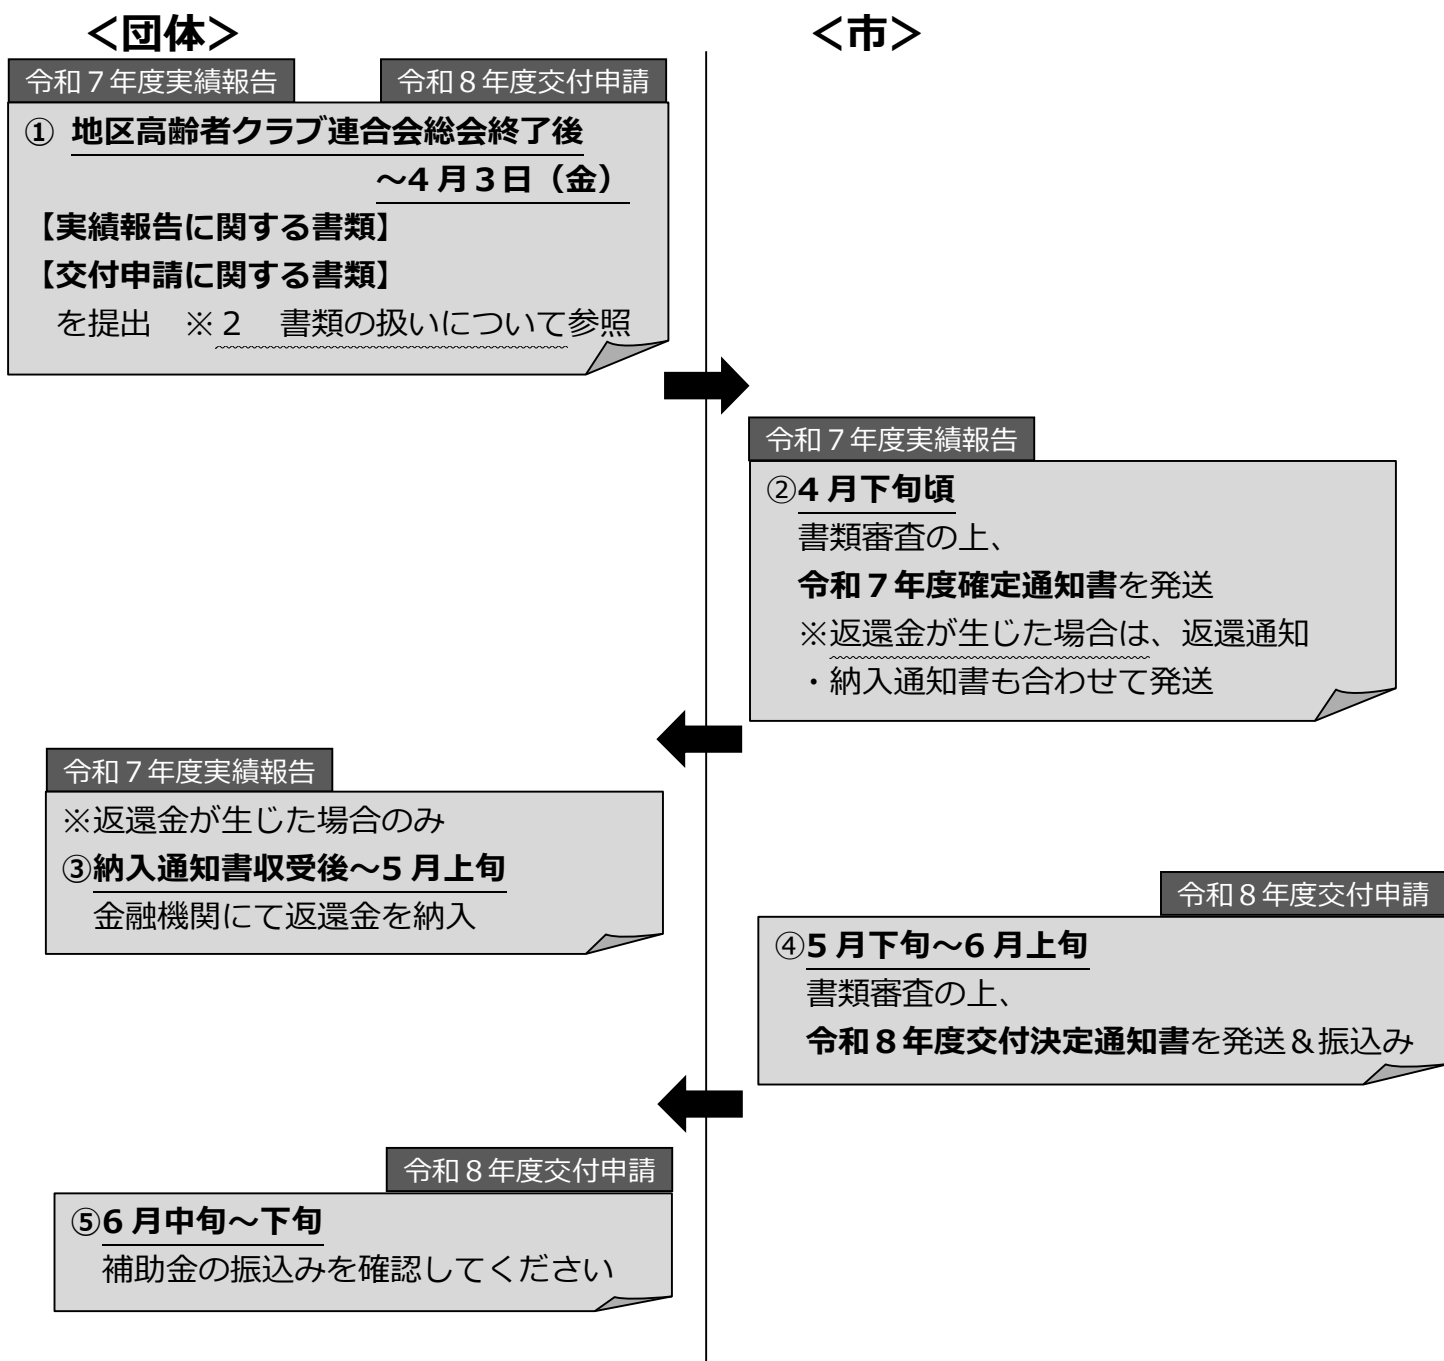 ＜団体＞
＜市＞
令和７年度実績報告
令和８年度交付申請
① 地区高齢者クラブ連合会総会終了後
～4月３日（金）
【実績報告に関する書類】
【交付申請に関する書類】
を提出　※２　書類の扱いについて参照
令和７年度実績報告
②4月下旬頃
書類審査の上、
令和７年度確定通知書を発送
※返還金が生じた場合は、返還通知
・納入通知書も合わせて発送
令和７年度実績報告
※返還金が生じた場合のみ
③納入通知書収受後～5月上旬
金融機関にて返還金を納入
令和８年度交付申請
④5月下旬～6月上旬
書類審査の上、
令和８年度交付決定通知書を発送＆振込み
令和８年度交付申請
⑤6月中旬～下旬
補助金の振込みを確認してください